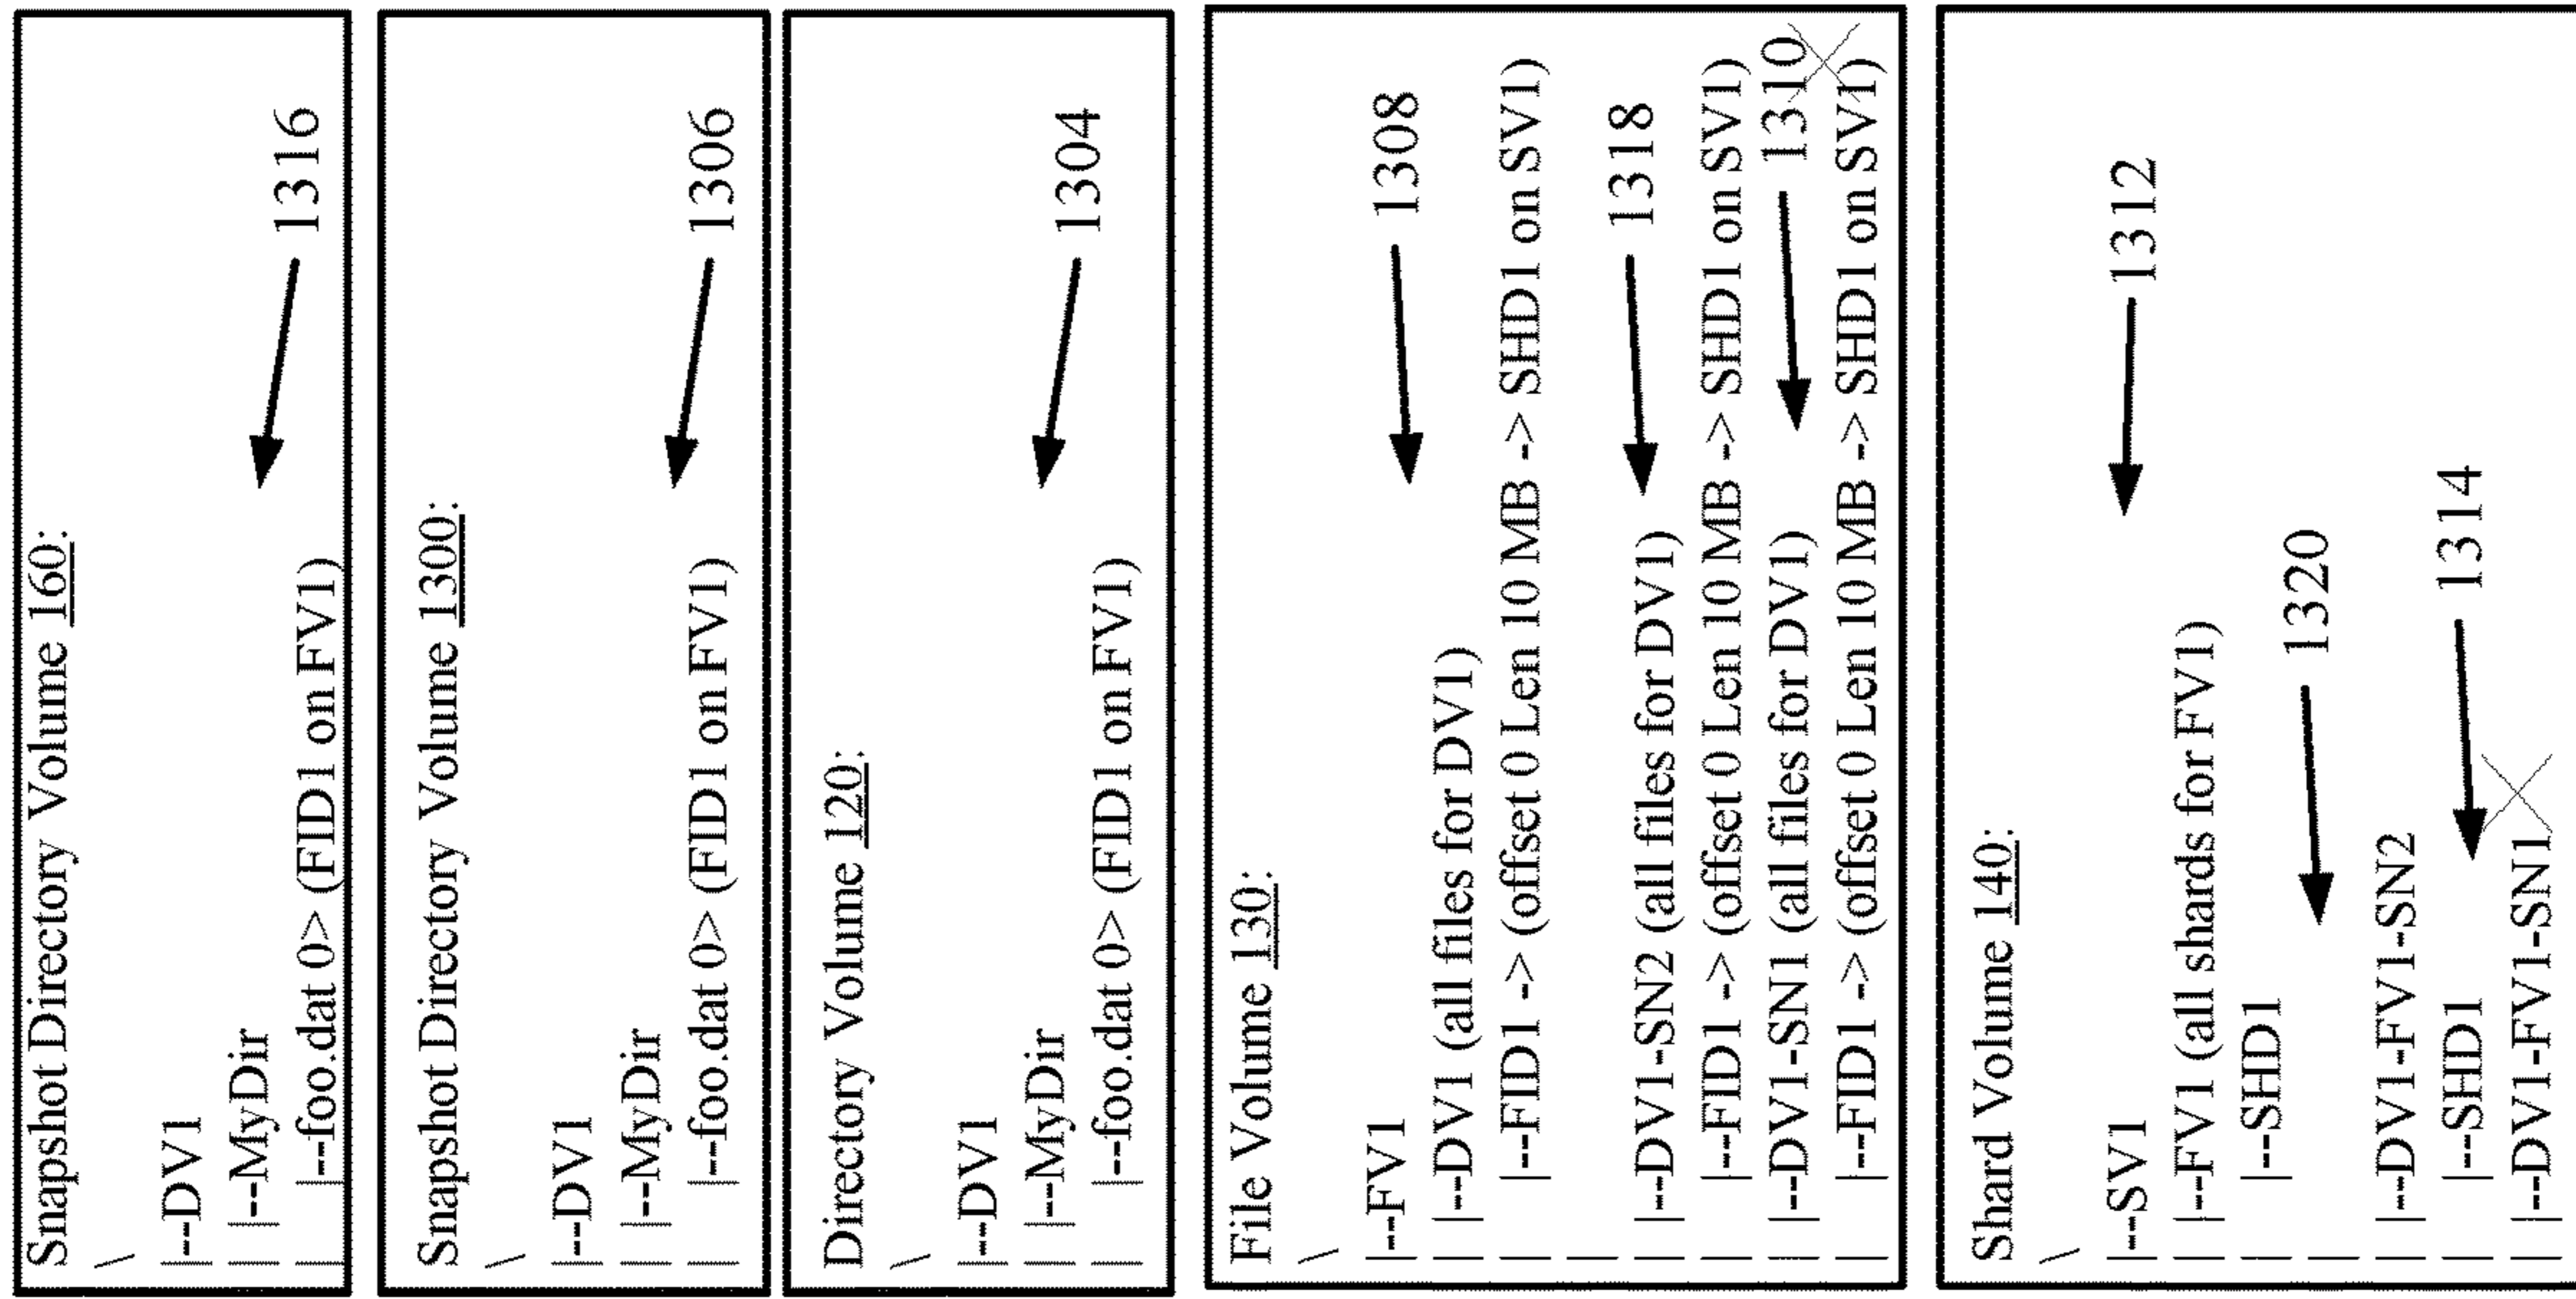 Snapshot Directory Volume 160:
\
|--DV1
| |--MyDir
| |--foo.dat 0> (FID1 on FV1)
1316
Snapshot Directory Volume 1300:
\
|--DV1
| |--MyDir
| |--foo.dat 0> (FID1 on FV1)
1306
Directory Volume 120:
\
|--DV1
| |--MyDir
| |--foo.dat 0> (FID1 on FV1)
1304
File Volume 130:
\
|--FV1
1308
| |---DV1 (all files for DV1)
| | |---FID1 -> (offset 0 Len 10 MB -> SHD1 on SV1)
|
1318
| |---DV1-SN2 (all files for DV1)
| | |--FID1 -> (offset 0 Len 10 MB -> SHD1 on SV1)
1310
| |---DV1-SN1 (all files for DV1)
| | |--FID1 -> (offset 0 Len 10 MB -> SHD1 on SV1)
Shard Volume 140:
\
|--SV1
1312
| |---FV1 (all shards for FV1)
| | |--SHD1
1320
|
| |---DV1-FV1-SN2
| | |--SHD1
1314
| |---DV1-FV1-SN1